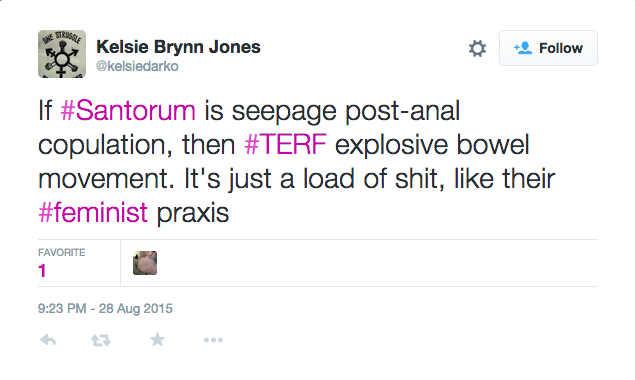 ONE STRUGGLE
Kelsie Brynn Jones
@kelsiedarko
Follow
If #Santorum is seepage post-anal
copulation, then #TERF explosive bowel
movement. It's just a load of shit, like their
#feminist praxis
FAVORITE
1
9:23 PM - 28 Aug 2015